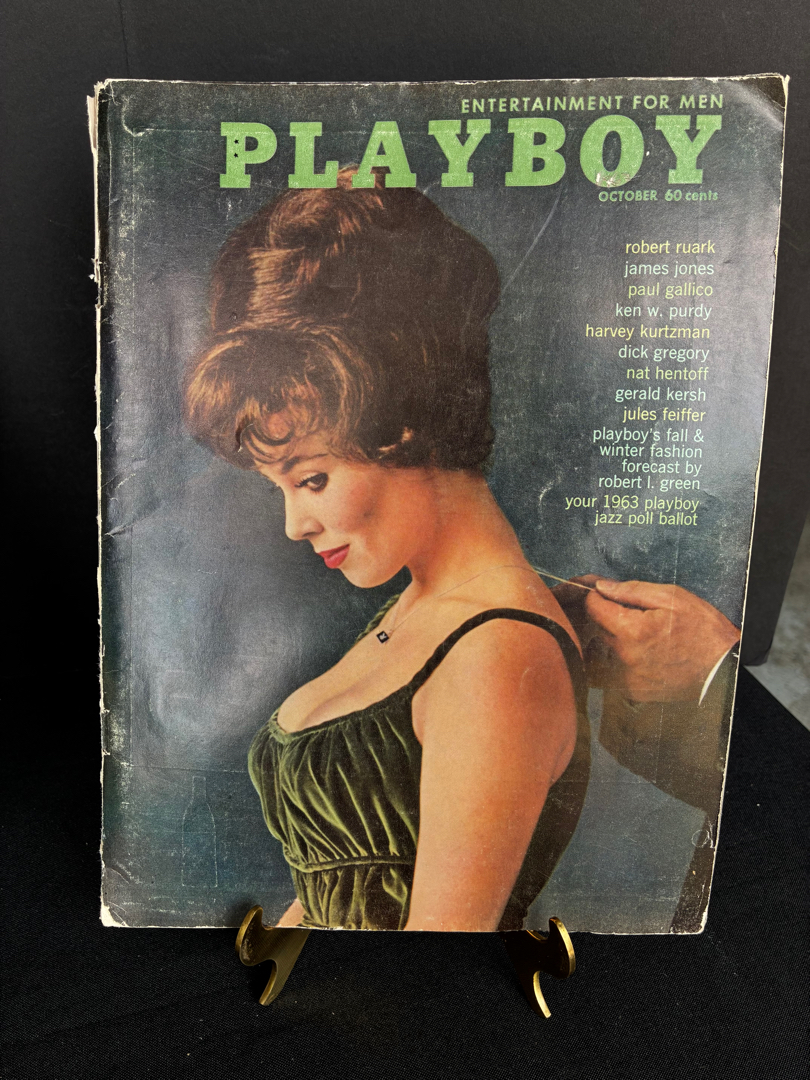 ENTERTAINMENT FOR MEN
PLAYBOY
OCTOBER 60 cents
robert ruark
james jones
paul gallico
ken w. purdy
harvey kurtzman
dick gregory
nat hentoff
gerald kersh
jules feiffer
playboy's fall &
winter fashion
forecast by
robert l. green
your 1963 playboy
jazz poll ballot